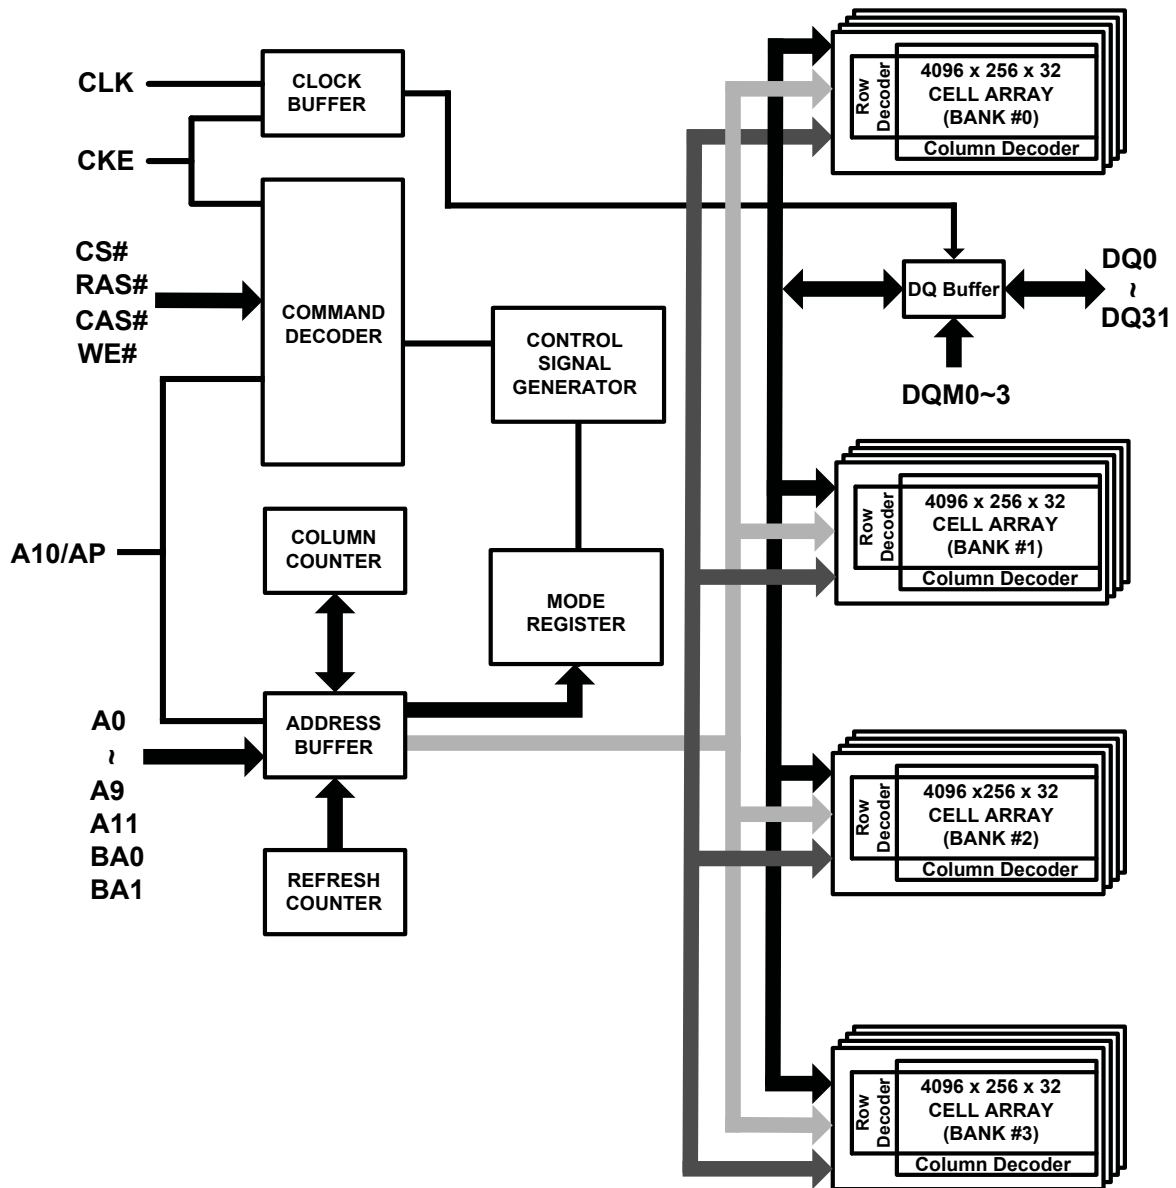 CLK
CKE
CS#
RAS#
CAS#
WE#
A10/AP
A0
~
A9
A11
BA0
BA1
CLOCK
BUFFER
COMMAND
DECODER
COLUMN
COUNTER
ADDRESS
BUFFER
REFRESH
COUNTER
CONTROL
SIGNAL
GENERATOR
MODE
REGISTER
Row
Decoder
4096 x 256 x 32
CELL ARRAY
(BANK #0)
Column Decoder
DQ Buffer
DQ0
~
DQ31
DQM0~3
Row
Decoder
4096 x 256 x 32
CELL ARRAY
(BANK #1)
Column Decoder
Row
Decoder
4096 x256 x 32
CELL ARRAY
(BANK #2)
Column Decoder
Row
Decoder
4096 x 256 x 32
CELL ARRAY
(BANK #3)
Column Decoder